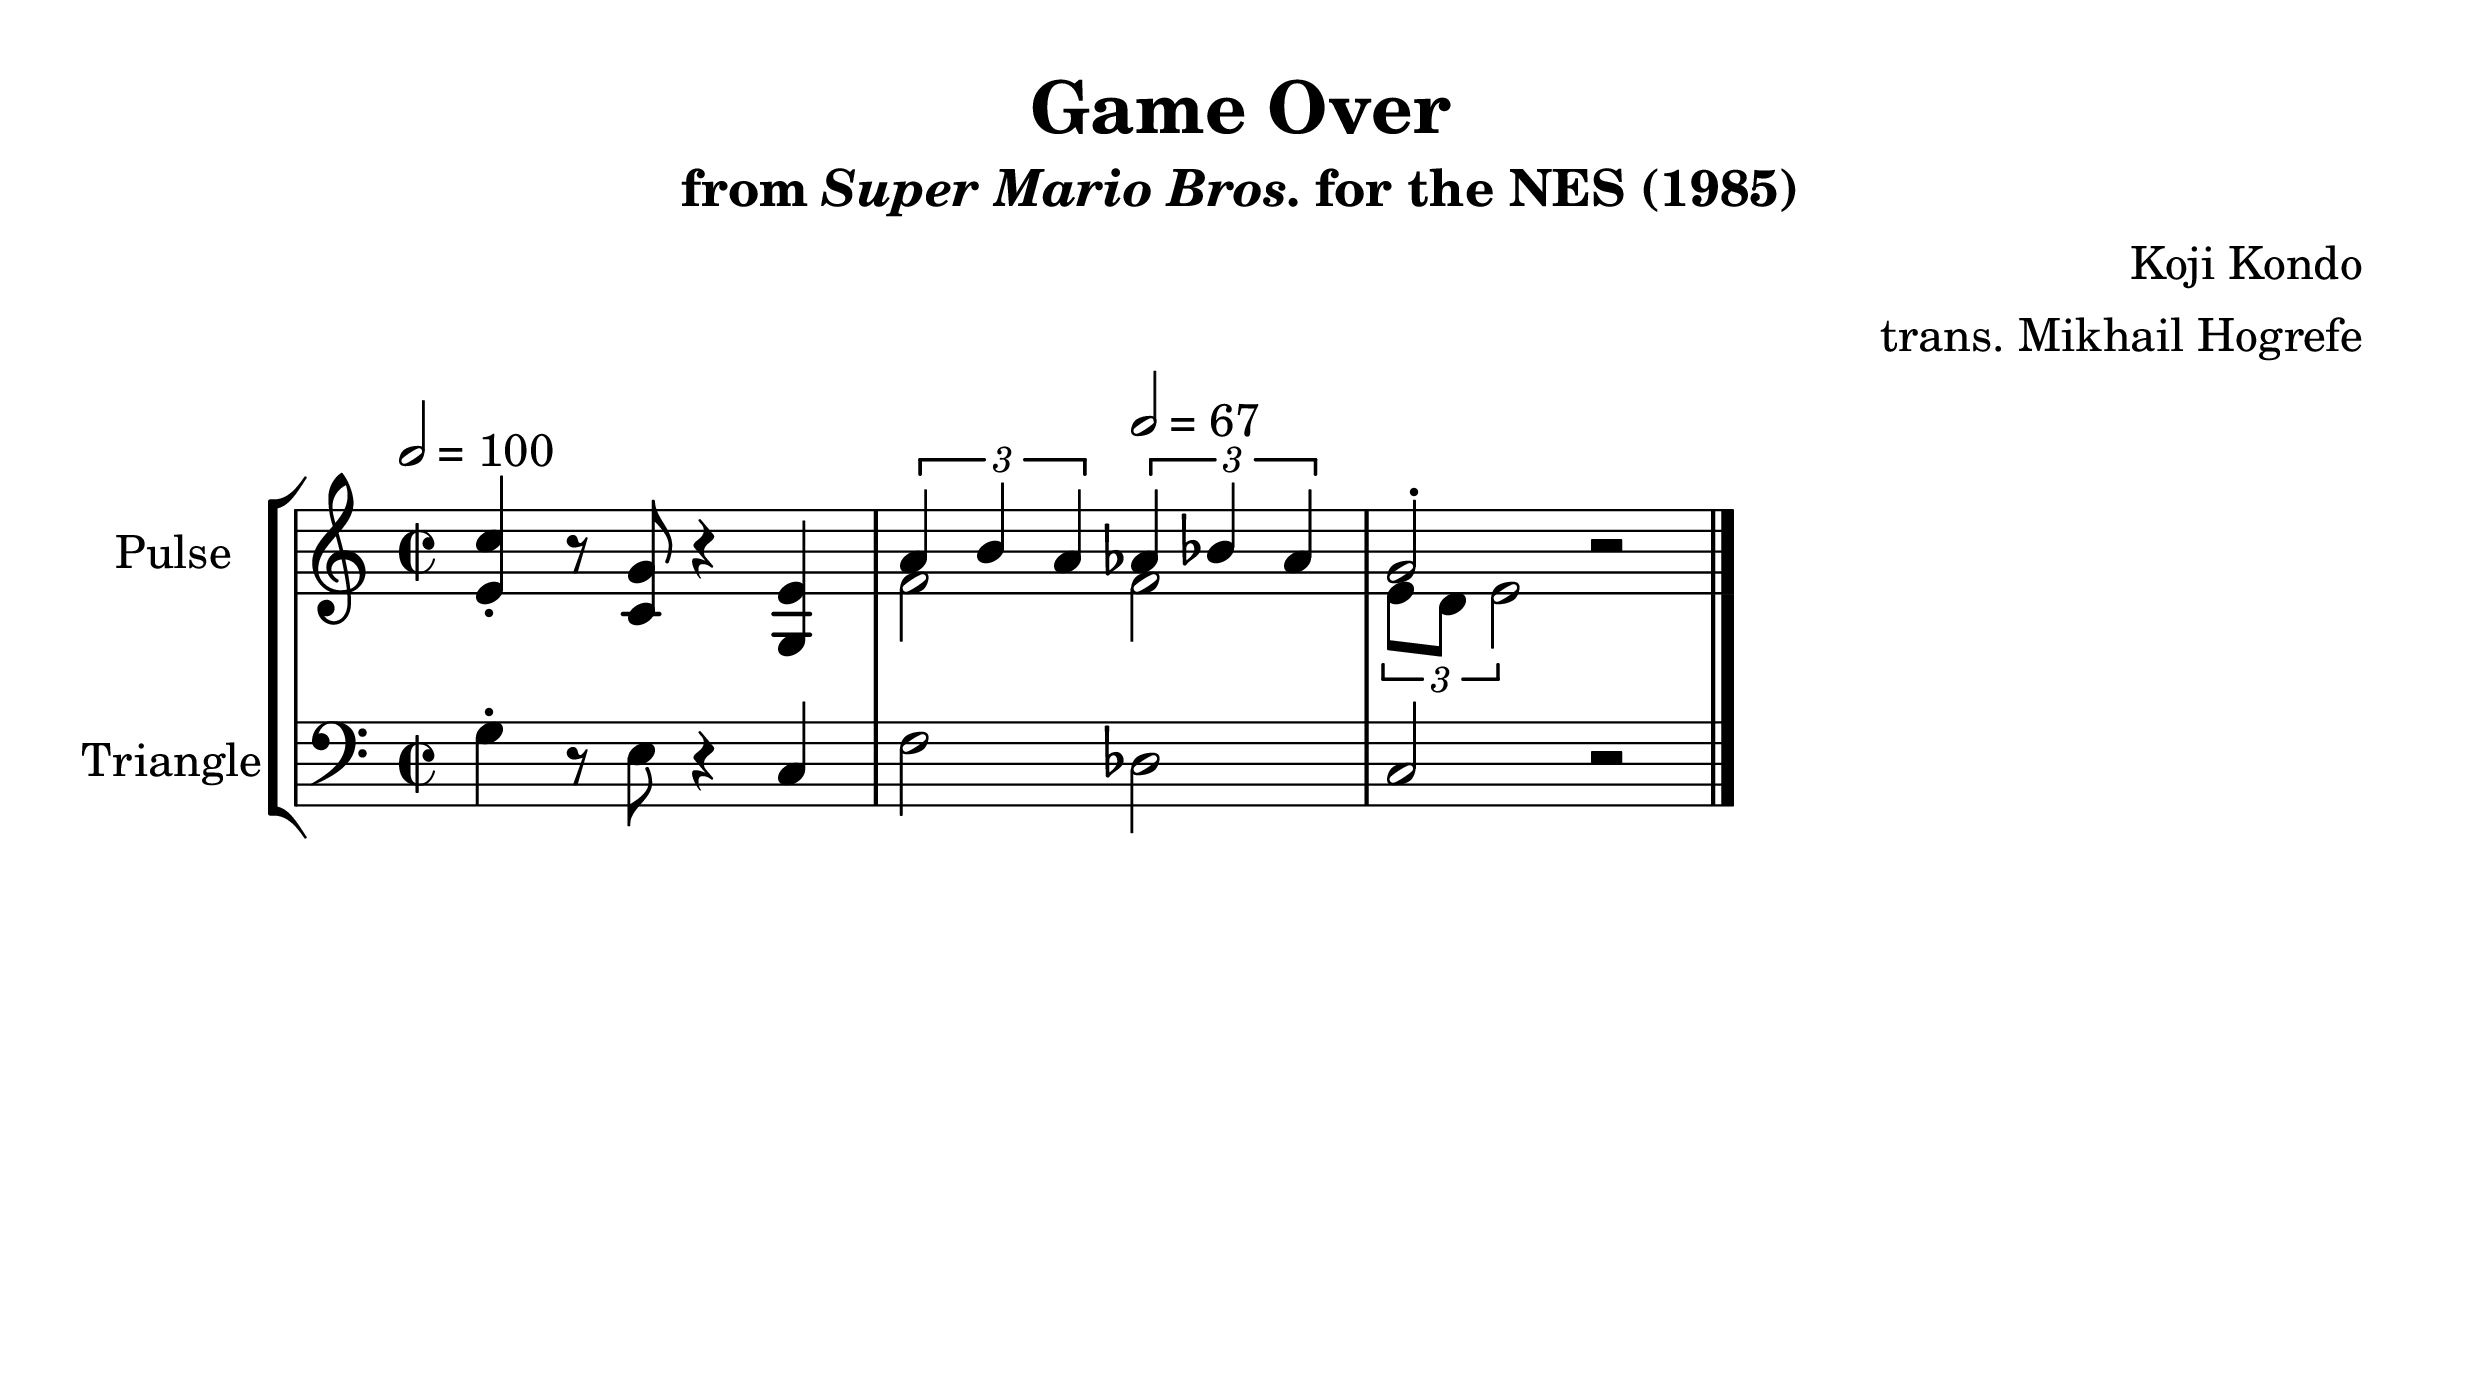 Game Over
from Super Mario Bros. for the NES (1985)
Koji Kondo
trans. Mikhail Hogrefe
= 100
= 67
3 3
Pulse
3
Triangle